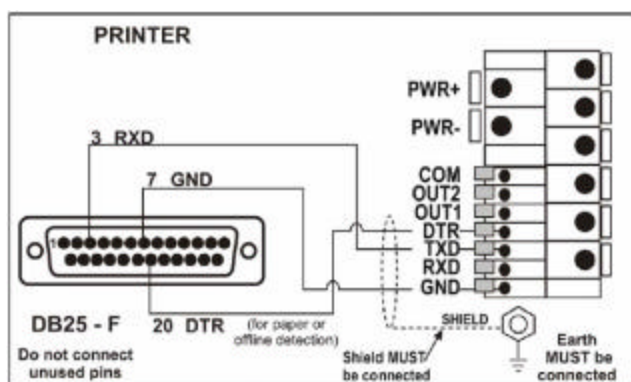 PRINTER
PWR+
3 RXD
PWR-
7 GND
COM
OUT2
OUT1
DTR
TXD
RXD
GND
1
DB25 - F
20 DTR
(for paper or
offline detection)
SHIELD
Do not connect
unused pins
Shield MUST
be connected
Earth
MUST be
connected